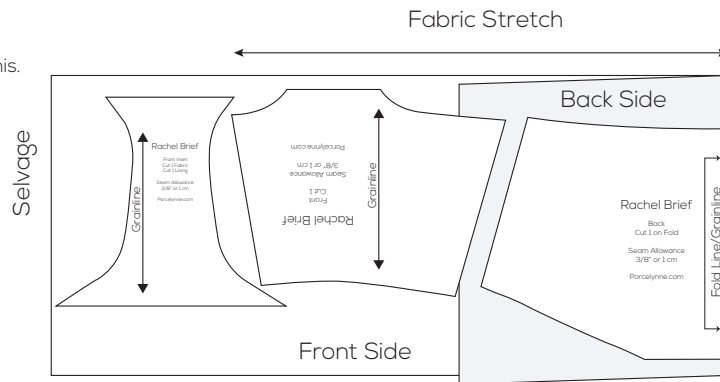 Fabric Stretch
his.
Selvage
Back Side
Rachel Brief
Front Inset
Cut 1 Fabric
Cut 1 Lining
Seam Allowance
3/8" or 1 cm
Porcelynne.com
Grainline
Rachel Brief
Front
Cut 1
Seam Allowance
3/8" or 1 cm
Porcelynne.com
Grainline
Rachel Brief
Back
Cut 1 on Fold
Seam Allowance
3/8" or 1 cm
Porcelynne.com
Fold Line/Grainline
Front Side